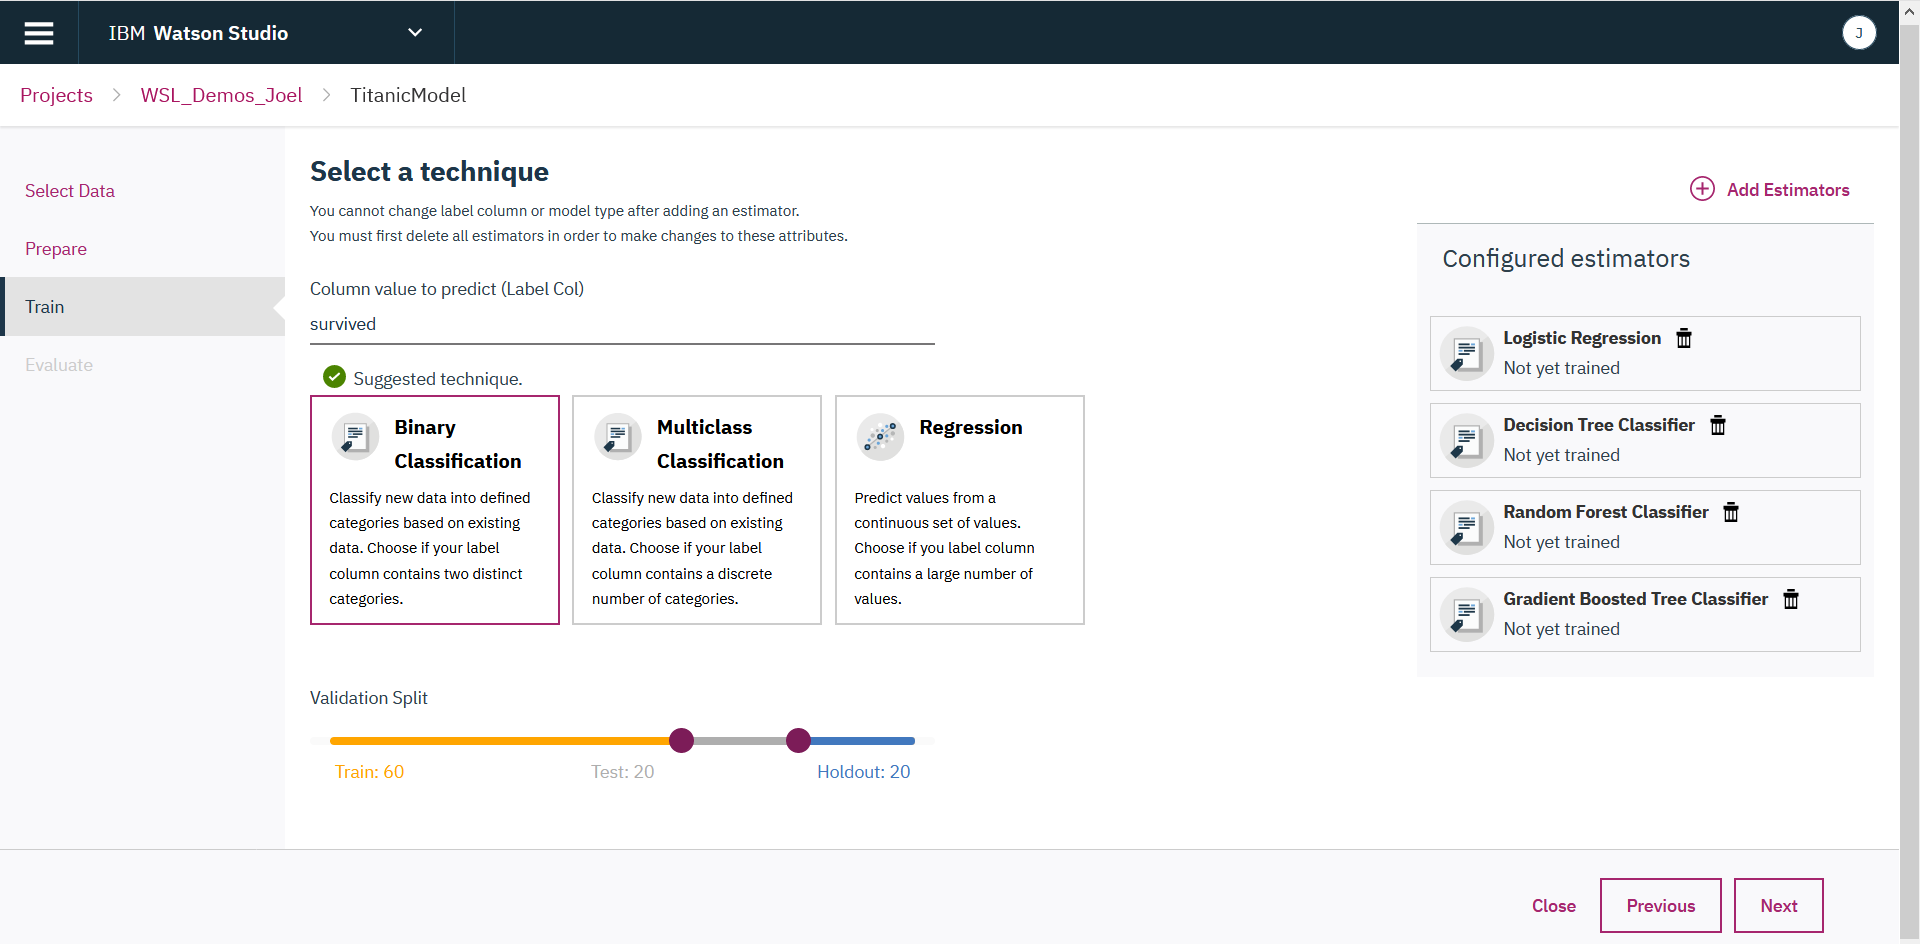 IBM Watson Studio
J
Projects
WSL_Demos_Joel
TitanicModel
Select Data
Prepare
Train
Evaluate
Select a technique
You cannot change label column or model type after adding an estimator.
You must first delete all estimators in order to make changes to these attributes.
Column value to predict (Label Col)
survived
Suggested technique.
Binary
Classification
Classify new data into defined
categories based on existing
data. Choose if your label
column contains two distinct
categories.
Multiclass
Classification
Classify new data into defined
categories based on existing
data. Choose if your label
column contains a discrete
number of categories.
Regression
Predict values from a
continuous set of values.
Choose if you label column
contains a large number of
values.
Validation Split
Train: 60
Test: 20
Holdout: 20
Add Estimators
Configured estimators
Logistic Regression
Not yet trained
Decision Tree Classifier
Not yet trained
Random Forest Classifier
Not yet trained
Gradient Boosted Tree Classifier
Not yet trained
Close
Previous
Next